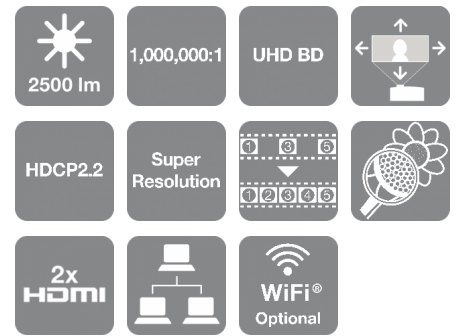 2500 lm
1,000,000:1
UHD BD
HDCP2.2
Super
Resolution
1 3 5
1 2 3 4 5
2x
HDMI
WiFi®
Optional